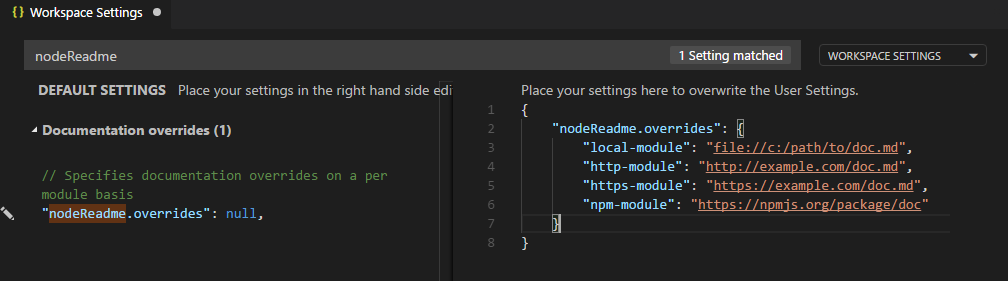 { } Workspace Settings
nodeReadme
1 Setting matched
WORKSPACE SETTINGS
DEFAULT SETTINGS Place your settings in the right hand side edi
Documentation overrides (1)
// Specifies documentation overrides on a per
module basis
"nodeReadme.overrides": null,
Place your settings here to overwrite the User Settings.
1 {
2 "nodeReadme.overrides": {
3 "local-module": "file://c:/path/to/doc.md",
4 "http-module": "http://example.com/doc.md",
5 "https-module": "https://example.com/doc.md",
6 "npm-module": "https://npmjs.org/package/doc"
7 }
8 }